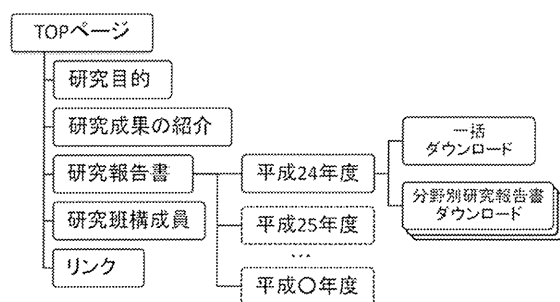 TOPページ
研究目的
研究成果の紹介
研究報告書
研究班構成員
リンク
平成24年度
平成25年度
…
平成〇年度
一括
ダウンロード
分野別研究報告書
ダウンロード